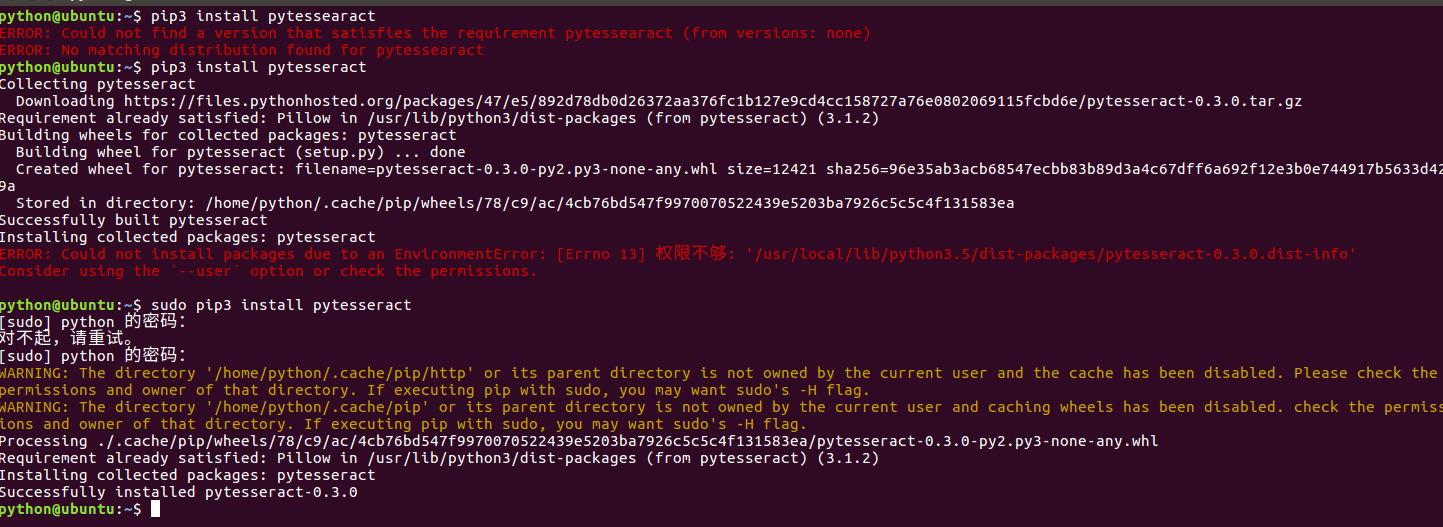 python@ubuntu:~$ pip3 install pytessearact
ERROR: Could not find a version that satisfies the requirement pytessearact (from versions: none)
ERROR: No matching distribution found for pytessearact
python@ubuntu:~$ pip3 install pytesseract
Collecting pytesseract
  Downloading https://files.pythonhosted.org/packages/47/e5/892d78db0d26372aa376fc1b127e9cd4cc158727a76e0802069115fcbd6e/pytesseract-0.3.0.tar.gz
Requirement already satisfied: Pillow in /usr/lib/python3/dist-packages (from pytesseract) (3.1.2)
Building wheels for collected packages: pytesseract
  Building wheel for pytesseract (setup.py) ... done
  Created wheel for pytesseract: filename=pytesseract-0.3.0-py2.py3-none-any.whl size=12421 sha256=96e35ab3acb68547ecbb83b89d3a4c67dff6a692f12e3b0e744917b5633d42
9a
  Stored in directory: /home/python/.cache/pip/wheels/78/c9/ac/4cb76bd547f9970070522439e5203ba7926c5c5c4f131583ea
Successfully built pytesseract
Installing collected packages: pytesseract
ERROR: Could not install packages due to an EnvironmentError: [Errno 13] 权限不够: '/usr/local/lib/python3.5/dist-packages/pytesseract-0.3.0.dist-info'
Consider using the `--user` option or check the permissions.
python@ubuntu:~$ sudo pip3 install pytesseract
[sudo] python 的密码：
对不起，请重试。
[sudo] python 的密码：
WARNING: The directory '/home/python/.cache/pip/http' or its parent directory is not owned by the current user and the cache has been disabled. Please check the
permissions and owner of that directory. If executing pip with sudo, you may want sudo's -H flag.
WARNING: The directory '/home/python/.cache/pip' or its parent directory is not owned by the current user and caching wheels has been disabled. check the permiss
ions and owner of that directory. If executing pip with sudo, you may want sudo's -H flag.
Processing ./.cache/pip/wheels/78/c9/ac/4cb76bd547f9970070522439e5203ba7926c5c5c4f131583ea/pytesseract-0.3.0-py2.py3-none-any.whl
Requirement already satisfied: Pillow in /usr/lib/python3/dist-packages (from pytesseract) (3.1.2)
Installing collected packages: pytesseract
Successfully installed pytesseract-0.3.0
python@ubuntu:~$